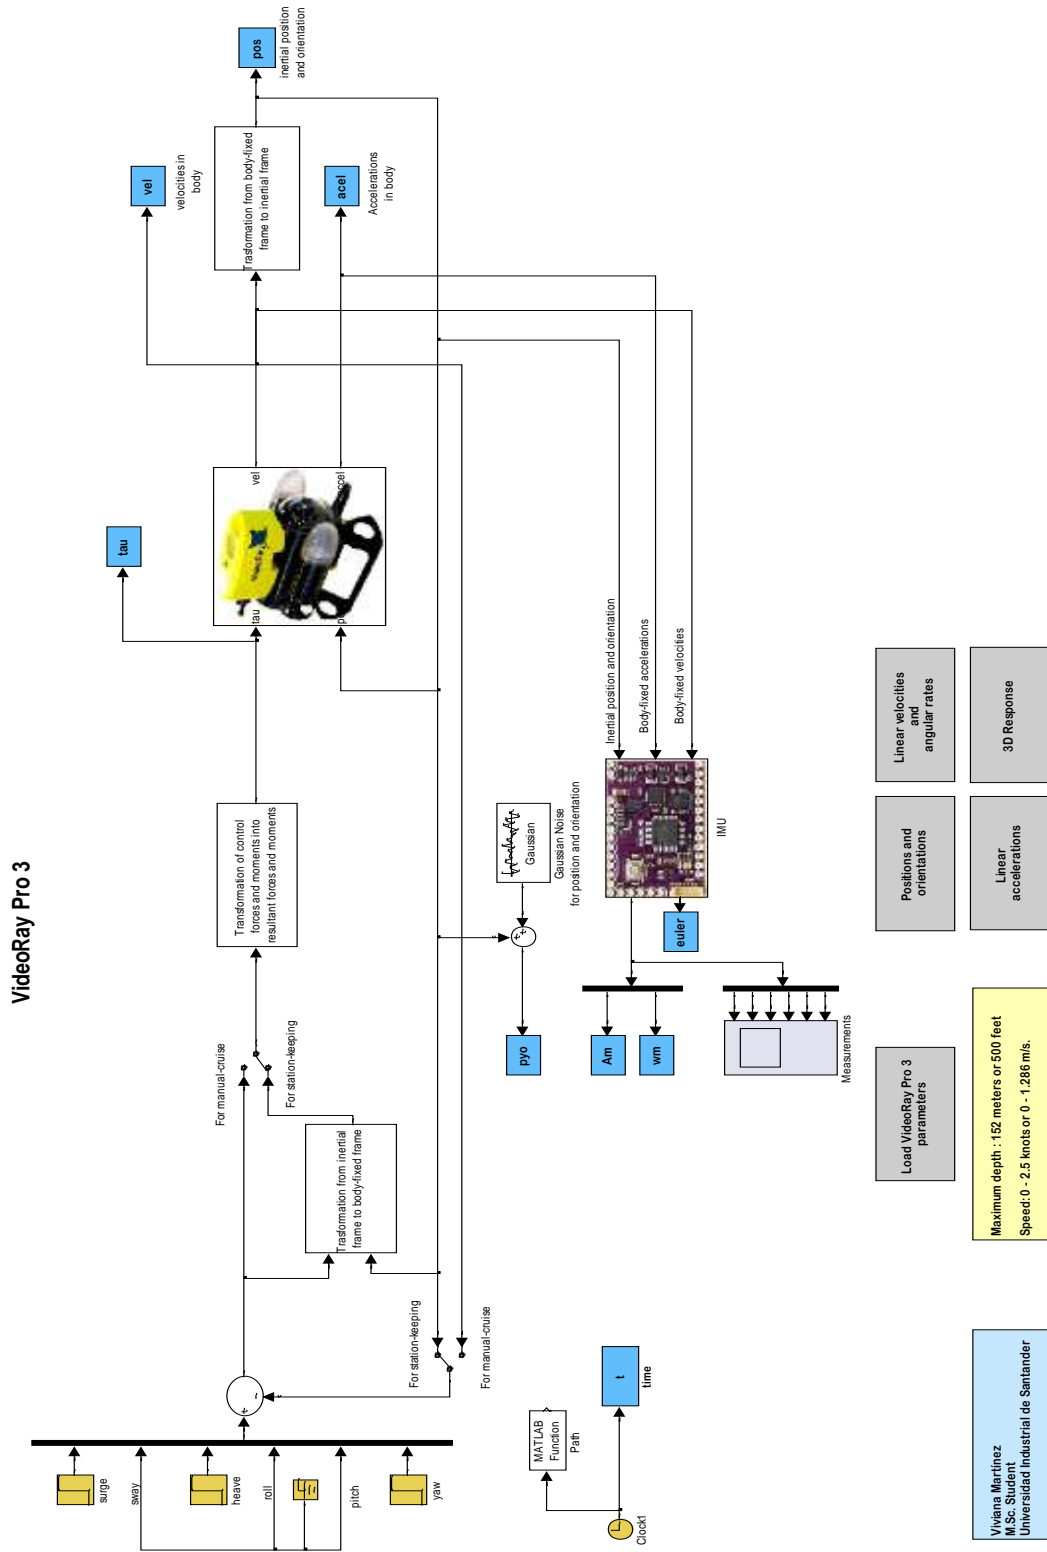 VideoRay Pro 3
surge
sway
heave
roll
pitch
yaw
For station-keeping
For manual-cruise
Trasformation from inertial
frame to body-fixed frame
For manual-cruise
For station-keeping
Transformation of control
forces and moments into
resultant forces and moments
tau
tau
vel
accel
vel
velocities in
body
Trasformation from body-fixed
frame to inertial frame
pos
inertial position
and orientation
acel
Accelerations
in body
Gaussian
Gaussian Noise
for position and orientation
pyo
Inertial position and orientation
Body-fixed accelerations
Body-fixed velocities
IMU
euler
Am
wm
Measurements
MATLAB
Function
Path
Clock1
t
time
Load VideoRay Pro 3
parameters
Positions and
orientations
Linear velocities
and
angular rates
Linear
accelerations
3D Response
Viviana Martínez
M.Sc. Student
Universidad Industrial de Santander
Maximum depth : 152 meters or 500 feet
Speed: 0 - 2.5 knots or 0 - 1.286 m/s.